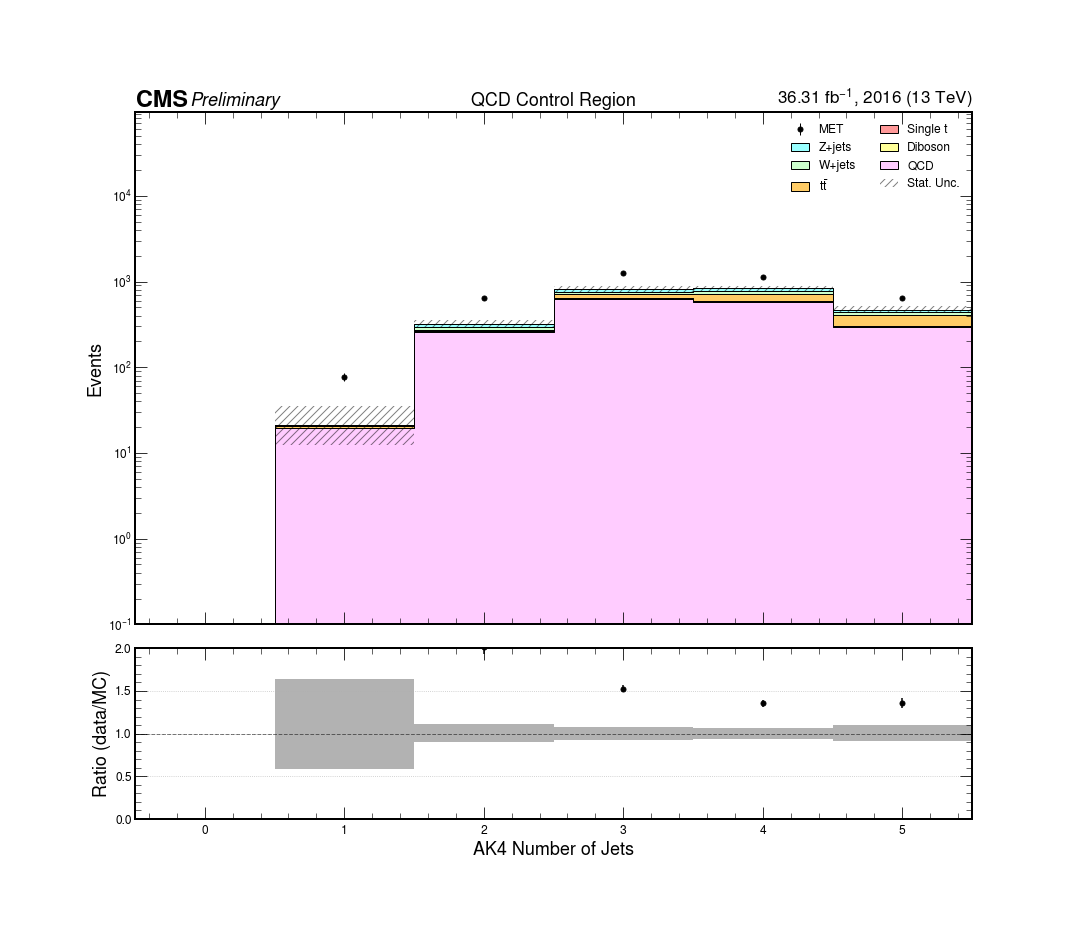 CMS Preliminary QCD Control Region 36.31 fb⁻¹, 2016 (13 TeV)
MET
Z+jets
W+jets
tt̄
Single t
Diboson
QCD
Stat. Unc.
Events
10⁴
10³
10²
10¹
10⁰
10⁻¹
Ratio (data/MC)
2.0
1.5
1.0
0.5
0.0
0 1 2 3 4 5
AK4 Number of Jets